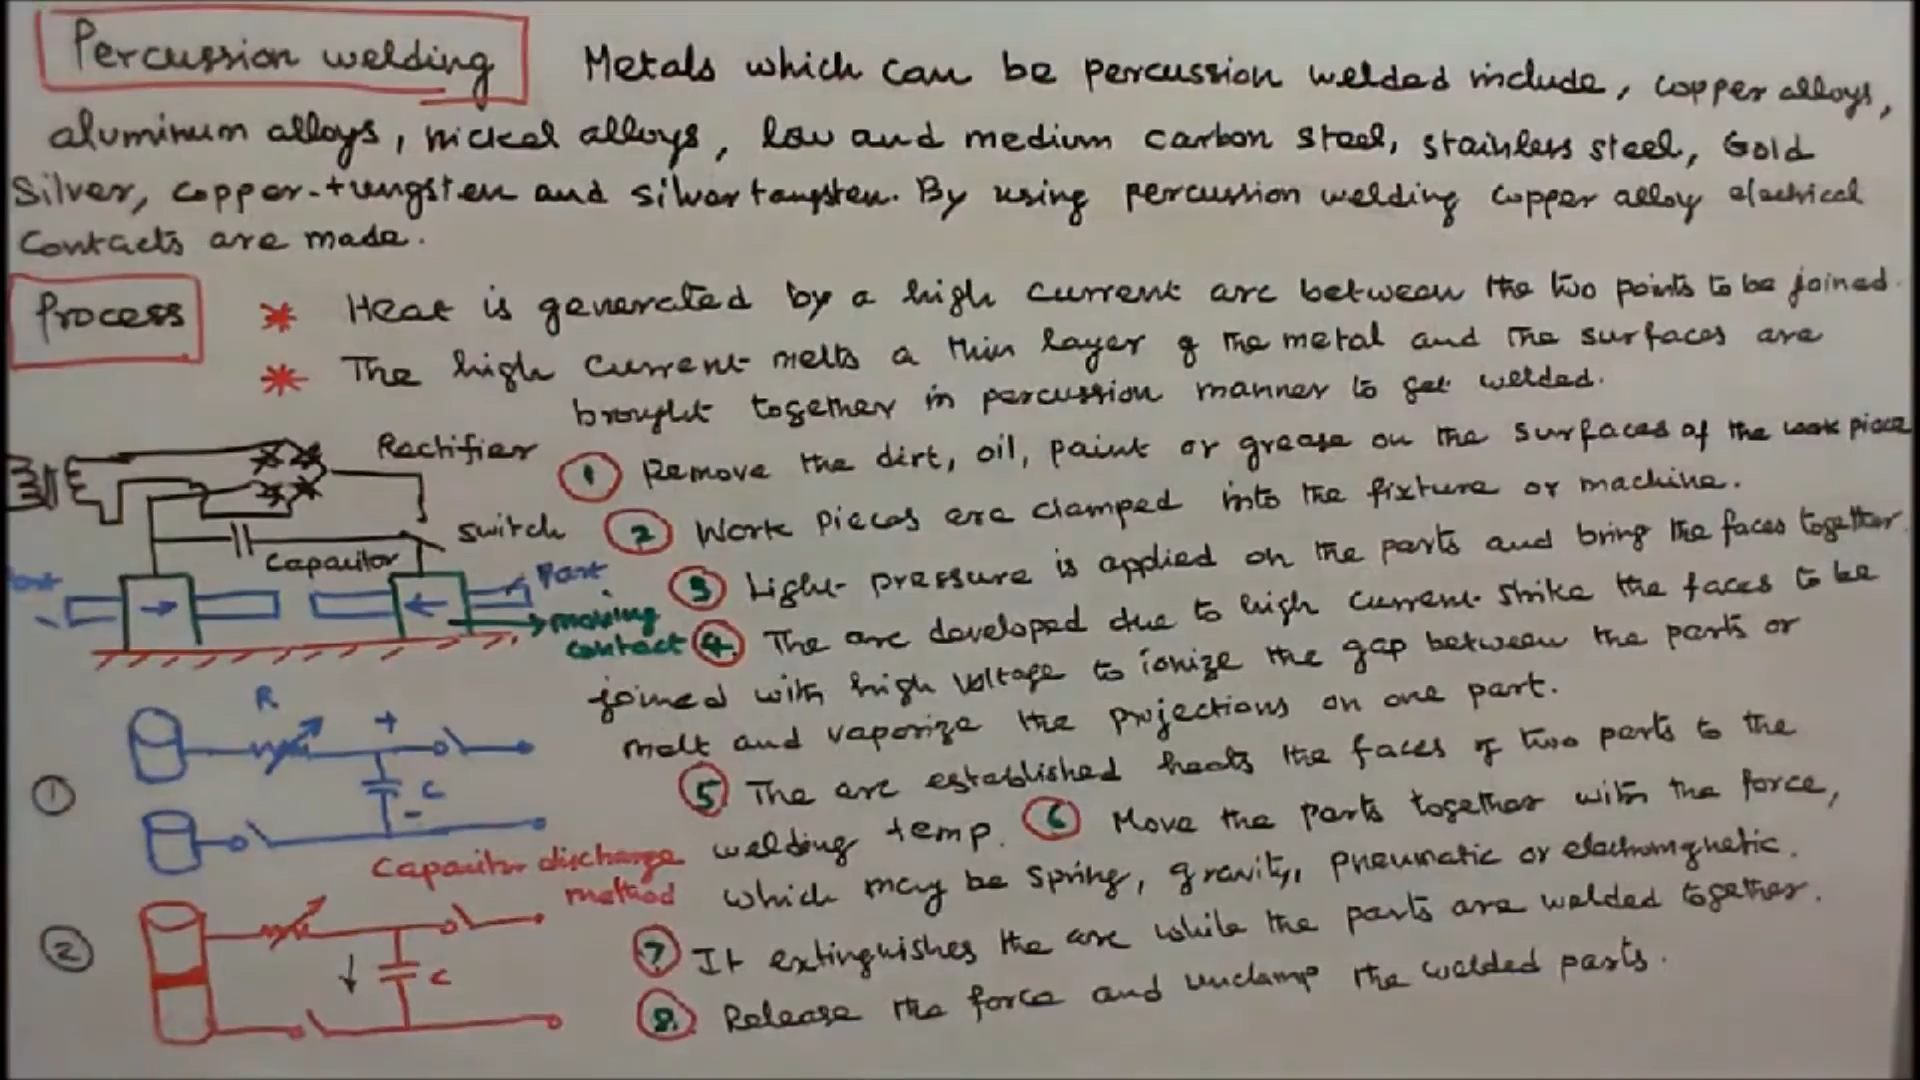 Percussion welding Metals which can be percussion welded include, copper alloys,
aluminum alloys, nickel alloys, low and medium carbon steel, stainless steel, Gold
Silver, copper-tungsten and silver tungsten. By using percussion welding copper alloy electrical
Contacts are made.
Process * Heat is generated by a high current arc between the two points to be joined.
* The high current melts a thin layer of the metal and the surfaces are
brought together in percussion manner to get welded.
Rectifier
① Remove the dirt, oil, paint or grease on the surfaces of the work piece
switch
② Work pieces are clamped into the fixture or machine.
Capacitor
Part
③ Light pressure is applied on the parts and bring the faces together
moving
contact
④ The arc developed due to high current strike the faces to be
joined with high voltage to ionize the gap between the parts or
melt and vaporize the projections on one part.
⑤ The arc established heats the faces of two parts to the
welding temp. ⑥ Move the parts together with the force,
which may be spring, gravity, pneumatic or electromgnetic.
⑦ It extinguishes the arc while the parts are welded together.
⑧ Release the force and unclamp the welded parts.
R
+
① C
-
Capacitor discharge
method
② C